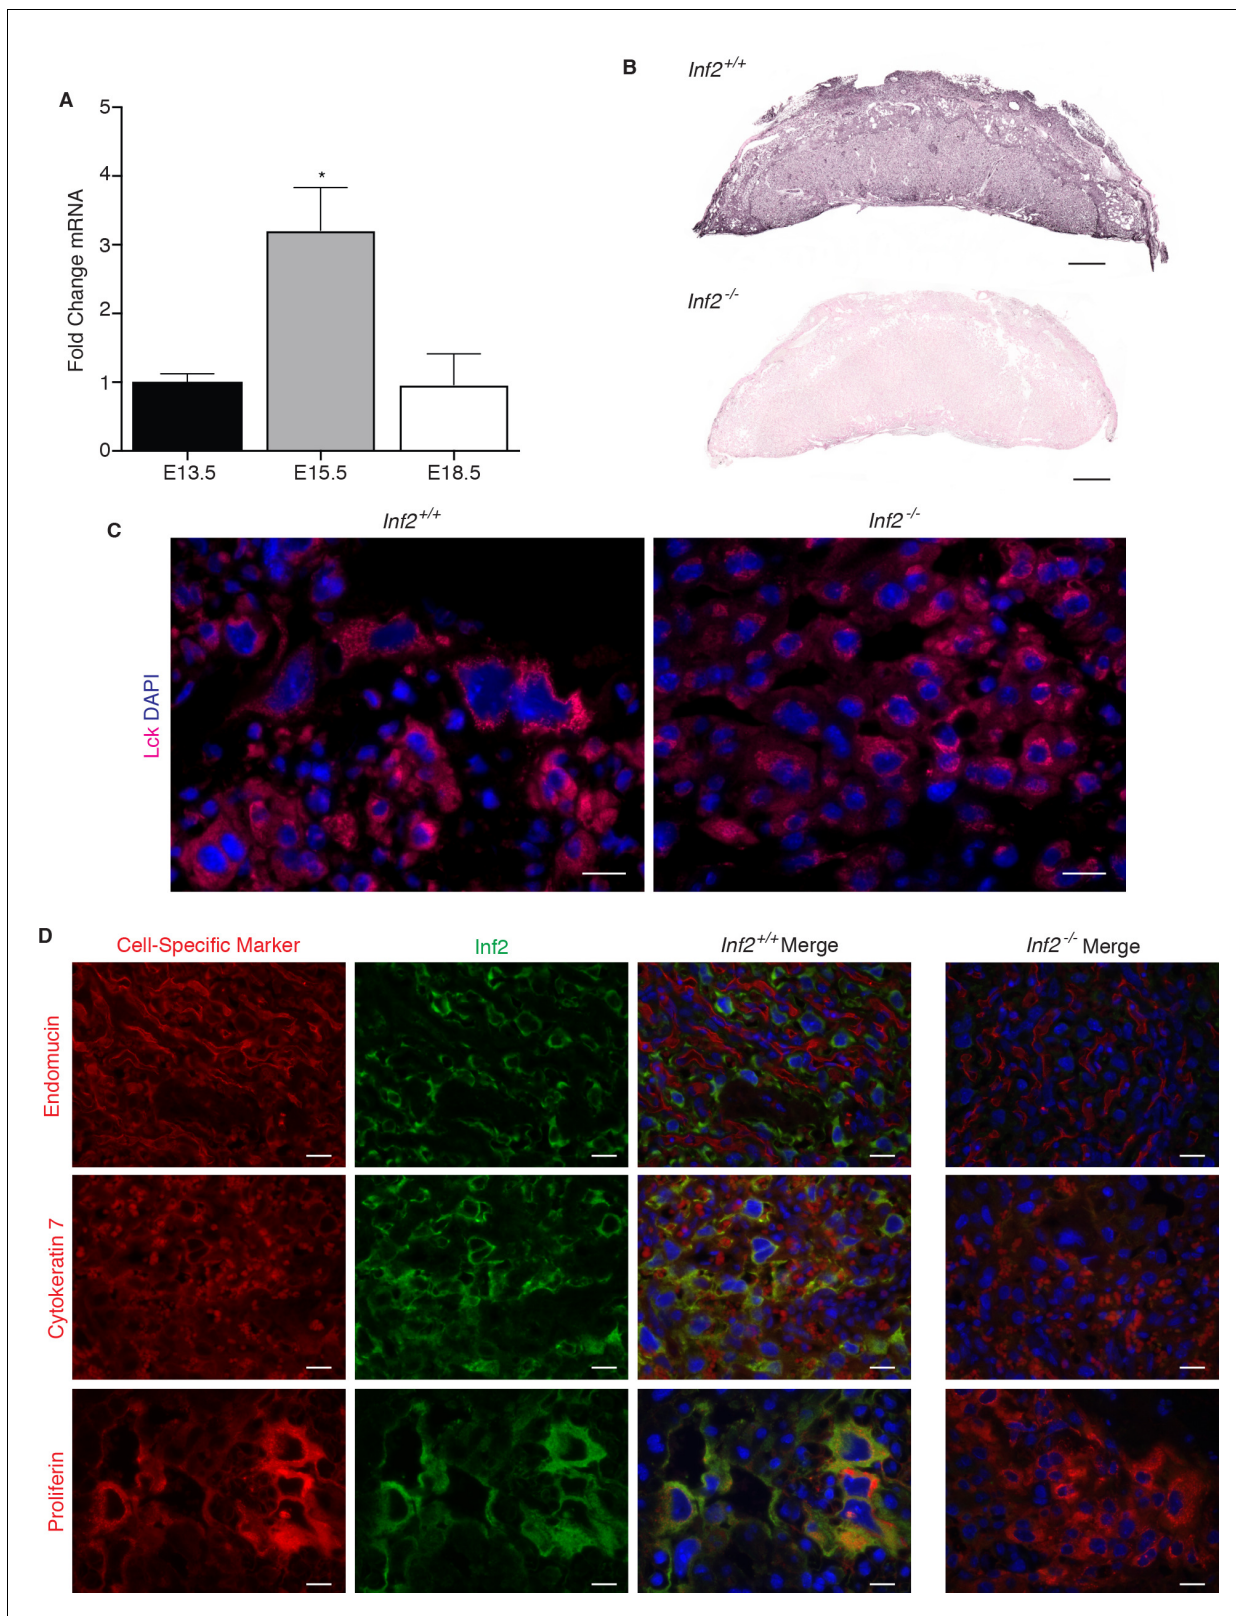 A
5
4
3
2
1
0
Fold Change mRNA
*
E13.5 E15.5 E18.5
B
Inf2+/+
Inf2-/-
C
Inf2+/+ Inf2-/-
Lck DAPI
D
Cell-Specific Marker Inf2 Inf2+/+ Merge Inf2-/- Merge
Endomucin
Cytokeratin 7
Proliferin